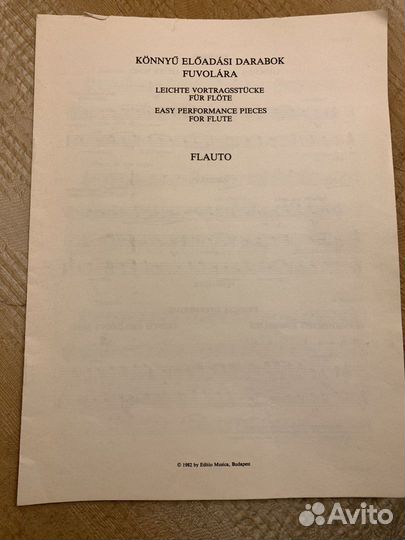 KÖNNYŰ ELŐADÁSI DARABOK
FUVOLÁRA
LEICHTE VORTRAGSSTÜCKE
FÜR FLÖTE
EASY PERFORMANCE PIECES
FOR FLUTE
FLAUTO
© 1982 by Editio Musica, Budapest
Avito